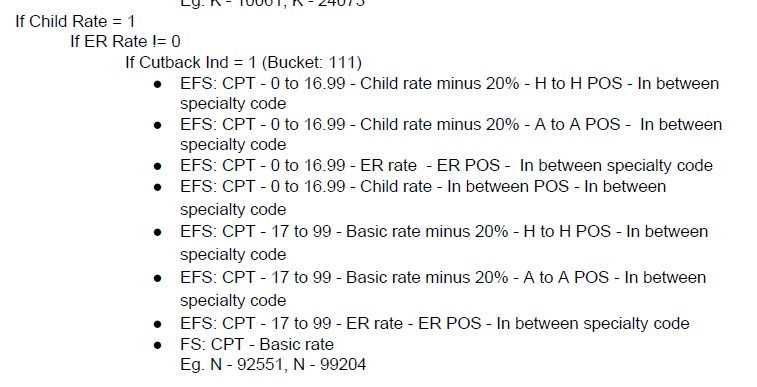 Eg. K - 10061, K - 24075
If Child Rate = 1
If ER Rate != 0
If Cutback Ind = 1 (Bucket: 111)
● EFS: CPT - 0 to 16.99 - Child rate minus 20% - H to H POS - In between
specialty code
● EFS: CPT - 0 to 16.99 - Child rate minus 20% - A to A POS - In between
specialty code
● EFS: CPT - 0 to 16.99 - ER rate - ER POS - In between specialty code
● EFS: CPT - 0 to 16.99 - Child rate - In between POS - In between
specialty code
● EFS: CPT - 17 to 99 - Basic rate minus 20% - H to H POS - In between
specialty code
● EFS: CPT - 17 to 99 - Basic rate minus 20% - A to A POS - In between
specialty code
● EFS: CPT - 17 to 99 - ER rate - ER POS - In between specialty code
● FS: CPT - Basic rate
Eg. N - 92551, N - 99204